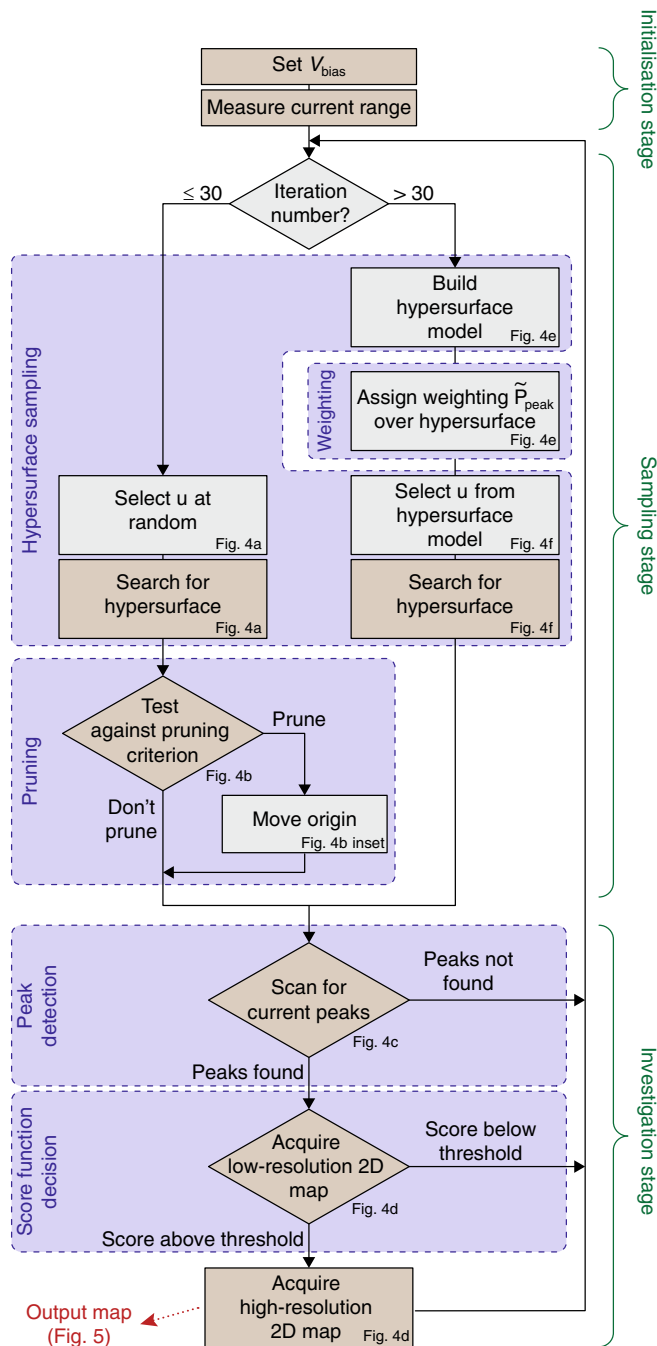 Set Vbias
Measure current range
Initialisation stage
Iteration
number?
≤ 30
> 30
Build
hypersurface
model
Fig. 4e
Weighting
Assign weighting P̃peak
over hypersurface
Fig. 4e
Hypersurface sampling
Select u at
random
Fig. 4a
Select u from
hypersurface
model
Fig. 4f
Search for
hypersurface
Fig. 4a
Search for
hypersurface
Fig. 4f
Sampling stage
Pruning
Test
against pruning
criterion
Fig. 4b
Prune
Don't
prune
Move origin
Fig. 4b inset
Peak
detection
Scan for
current peaks
Fig. 4c
Peaks not
found
Peaks found
Investigation stage
Score function
decision
Acquire
low-resolution 2D
map
Fig. 4d
Score below
threshold
Score above threshold
Acquire
high-resolution
2D map
Fig. 4d
Output map
(Fig. 5)